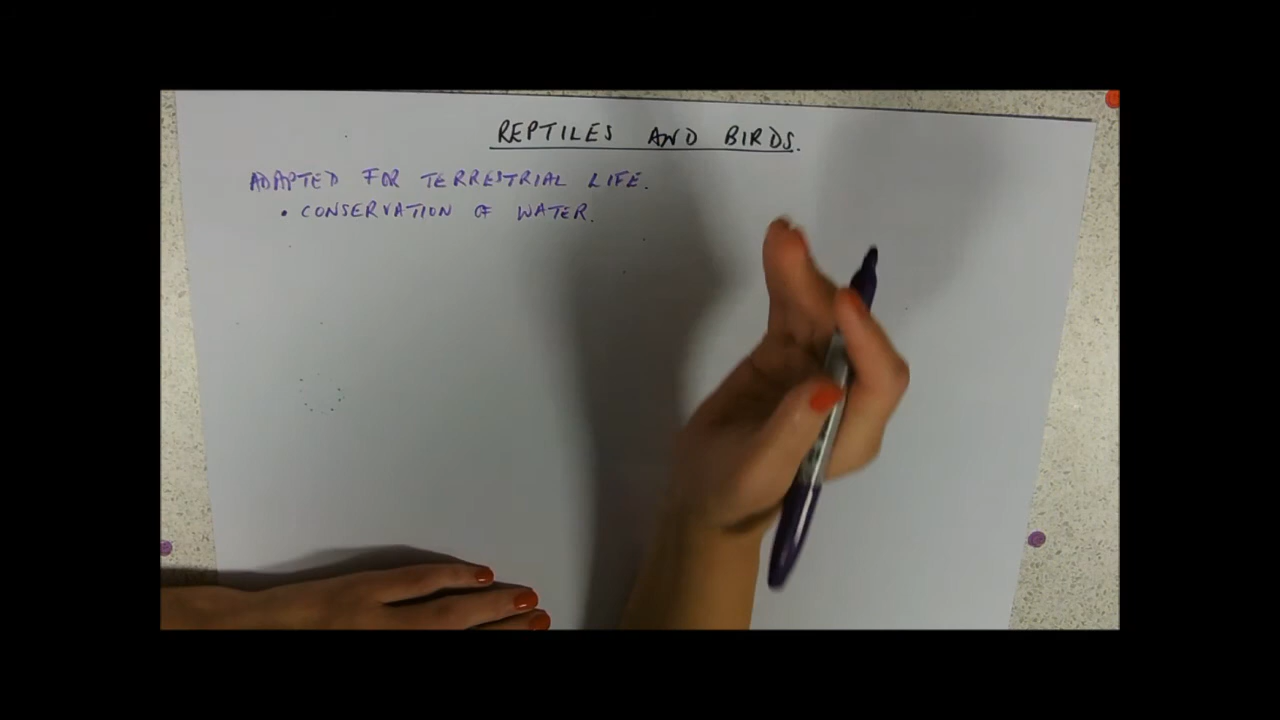 REPTILES AND BIRDS.
ADAPTED FOR TERRESTRIAL LIFE.
• CONSERVATION OF WATER.